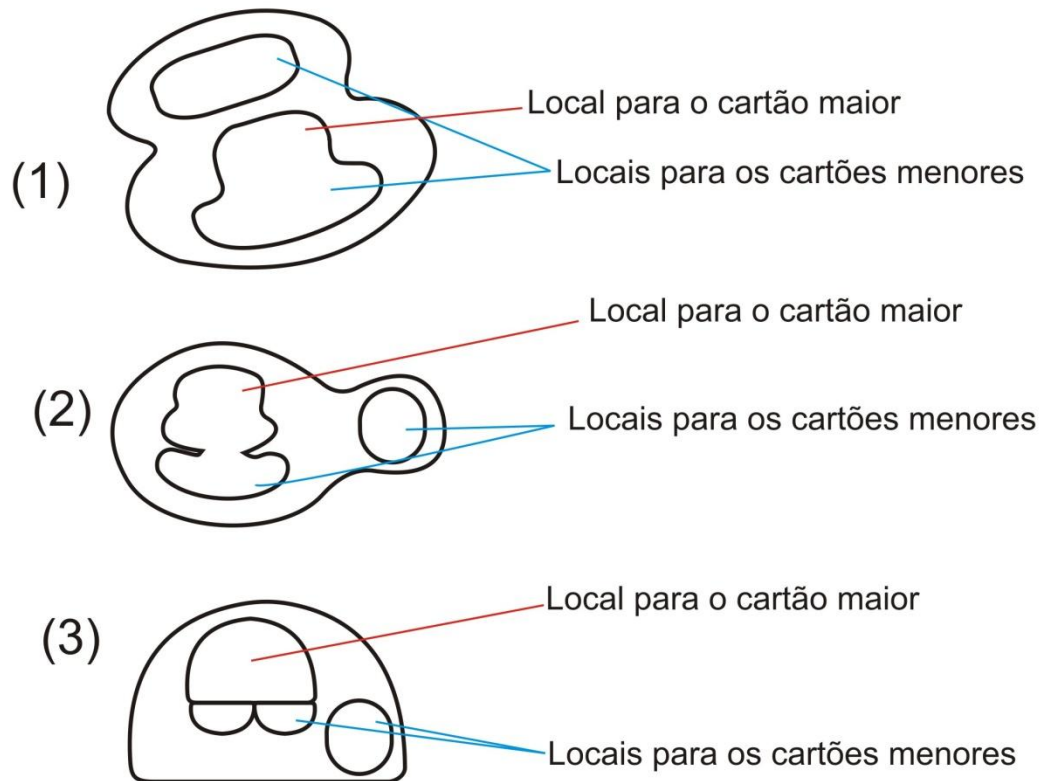 Local para o cartão maior
(1)
Locais para os cartões menores
Local para o cartão maior
(2)
Locais para os cartões menores
Local para o cartão maior
(3)
Locais para os cartões menores